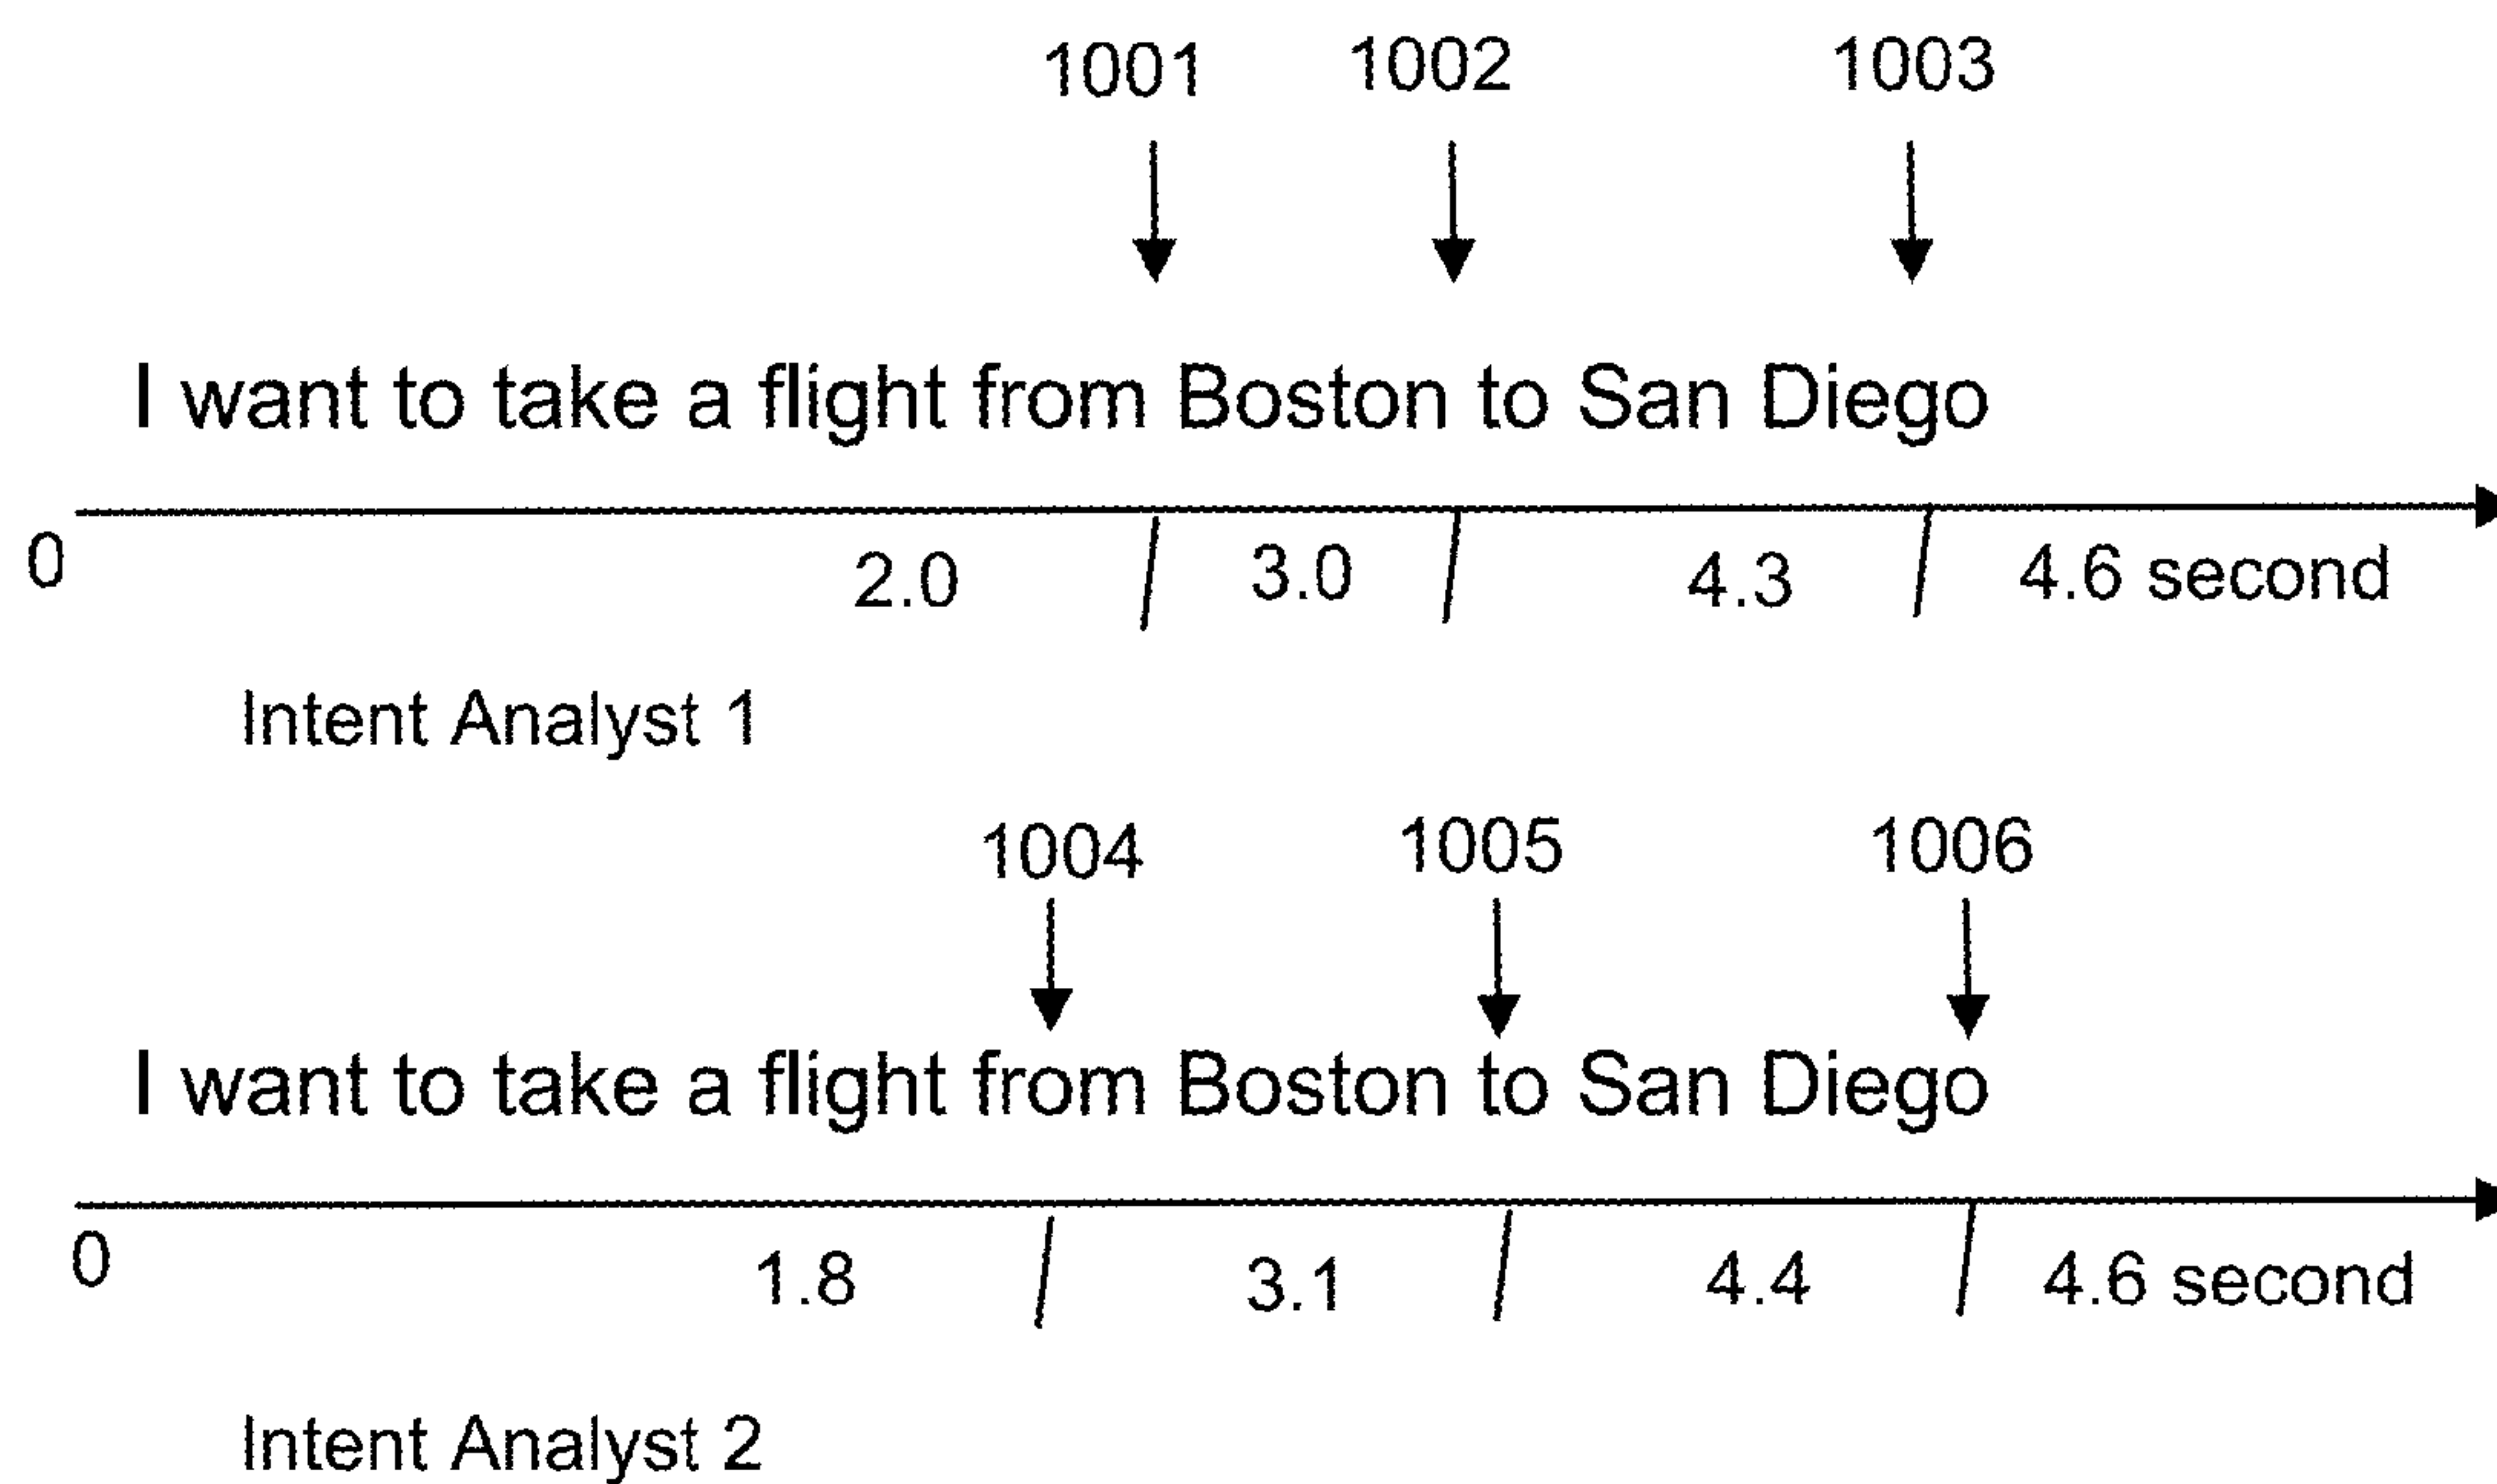 1001 1002 1003
I want to take a flight from Boston to San Diego
0 2.0 3.0 4.3 4.6 second
Intent Analyst 1
1004 1005 1006
I want to take a flight from Boston to San Diego
0 1.8 3.1 4.4 4.6 second
Intent Analyst 2